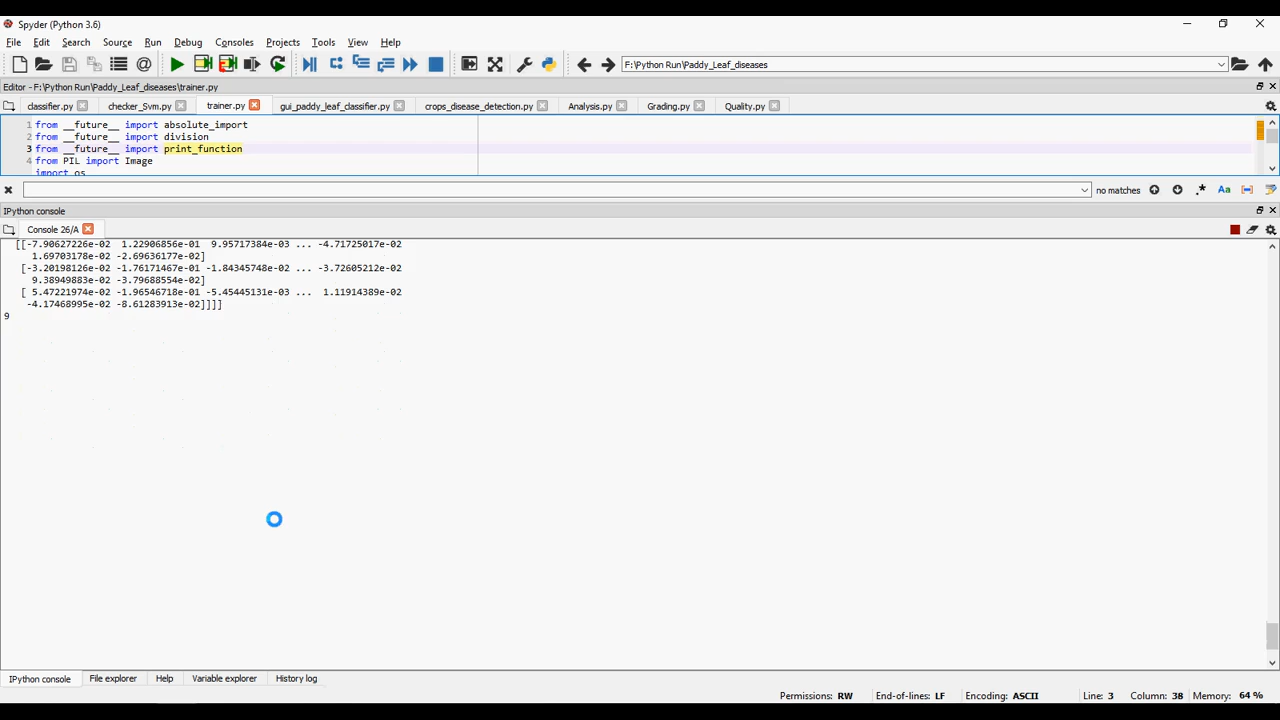 Spyder (Python 3.6)
File Edit Search Source Run Debug Consoles Projects Tools View Help
F:\Python Run\Paddy_Leaf_diseases
Editor - F:\Python Run\Paddy_Leaf_diseases\trainer.py
classifier.py checker_Svm.py trainer.py gui_paddy_leaf_classifier.py crops_disease_detection.py Analysis.py Grading.py Quality.py
1 from __future__ import absolute_import
2 from __future__ import division
3 from __future__ import print_function
4 from PIL import Image
import os
no matches .* Aa
IPython console
Console 26/A
[[-7.90627226e-02 1.22906856e-01 9.95717384e-03 ... -4.71725017e-02
1.69703178e-02 -2.69636177e-02]
[-3.20198126e-02 -1.76171467e-01 -1.84345748e-02 ... -3.72605212e-02
9.38949883e-02 -3.79688554e-02]
[ 5.47221974e-02 -1.96546718e-01 -5.45445131e-03 ... 1.11914389e-02
-4.17468995e-02 -8.61283913e-02]]]]
9
IPython console File explorer Help Variable explorer History log
Permissions: RW End-of-lines: LF Encoding: ASCII Line: 3 Column: 38 Memory: 64 %